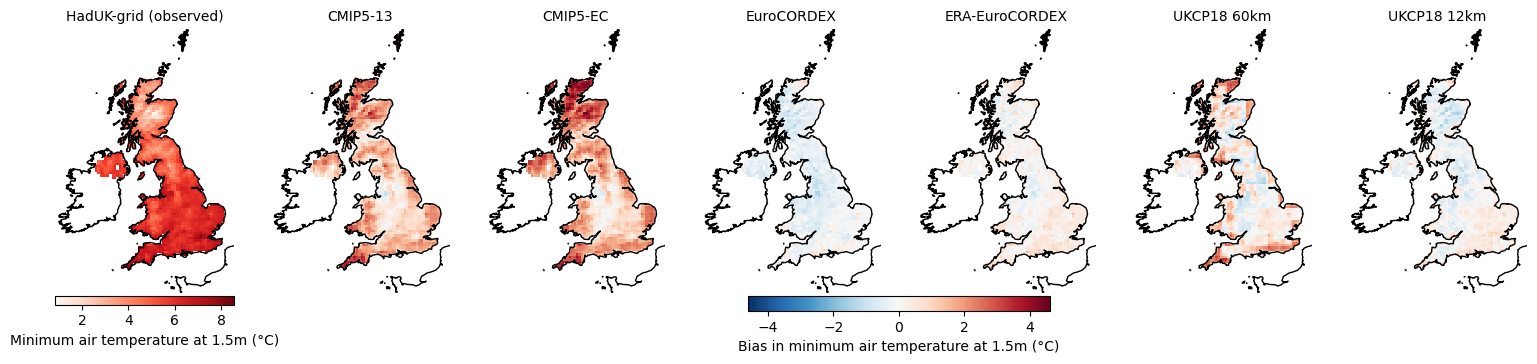 HadUK-grid (observed)
CMIP5-13
CMIP5-EC
EuroCORDEX
ERA-EuroCORDEX
UKCP18 60km
UKCP18 12km
2 4 6 8
Minimum air temperature at 1.5m (°C)
−4 −2 0 2 4
Bias in minimum air temperature at 1.5m (°C)